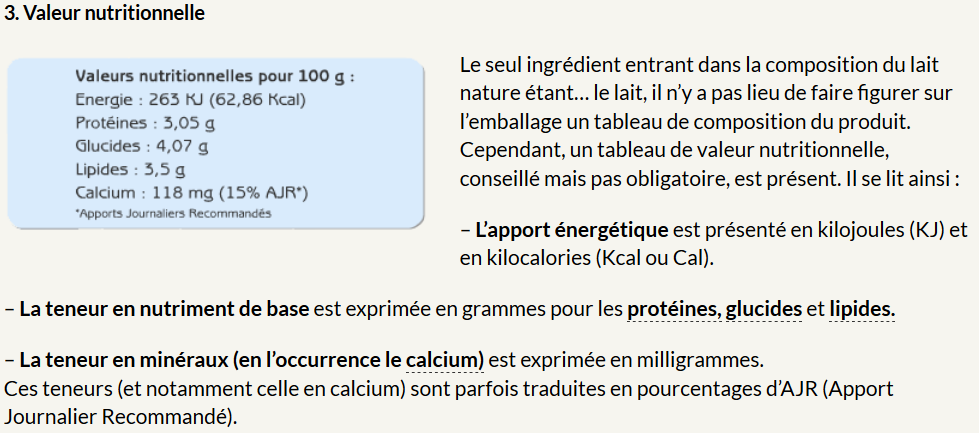 3. Valeur nutritionnelle
Valeurs nutritionnelles pour 100 g :
Energie : 263 KJ (62,86 Kcal)
Protéines : 3,05 g
Glucides : 4,07 g
Lipides : 3,5 g
Calcium : 118 mg (15% AJR*)
*Apports Journaliers Recommandés
Le seul ingrédient entrant dans la composition du lait
nature étant… le lait, il n’y a pas lieu de faire figurer sur
l’emballage un tableau de composition du produit.
Cependant, un tableau de valeur nutritionnelle,
conseillé mais pas obligatoire, est présent. Il se lit ainsi :
– L’apport énergétique est présenté en kilojoules (KJ) et
en kilocalories (Kcal ou Cal).
– La teneur en nutriment de base est exprimée en grammes pour les protéines, glucides et lipides.
– La teneur en minéraux (en l’occurrence le calcium) est exprimée en milligrammes.
Ces teneurs (et notamment celle en calcium) sont parfois traduites en pourcentages d’AJR (Apport
Journalier Recommandé).